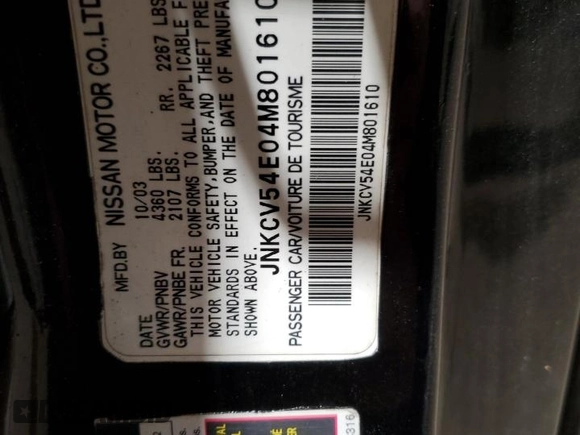 MFD.BY NISSAN MOTOR CO.,LTD
DATE 10/03
GVWR/PNBV 4360 LBS.
GAWR/PNBE FR. 2107 LBS. RR. 2267 LBS
THIS VEHICLE CONFORMS TO ALL APPLICABLE F
MOTOR VEHICLE SAFETY,BUMPER,AND THEFT PRE
STANDARDS IN EFFECT ON THE DATE OF MANUFA
SHOWN ABOVE.
JNKCV54E04M801610
PASSENGER CAR/VOITURE DE TOURISME
JNKCV54E04M801610